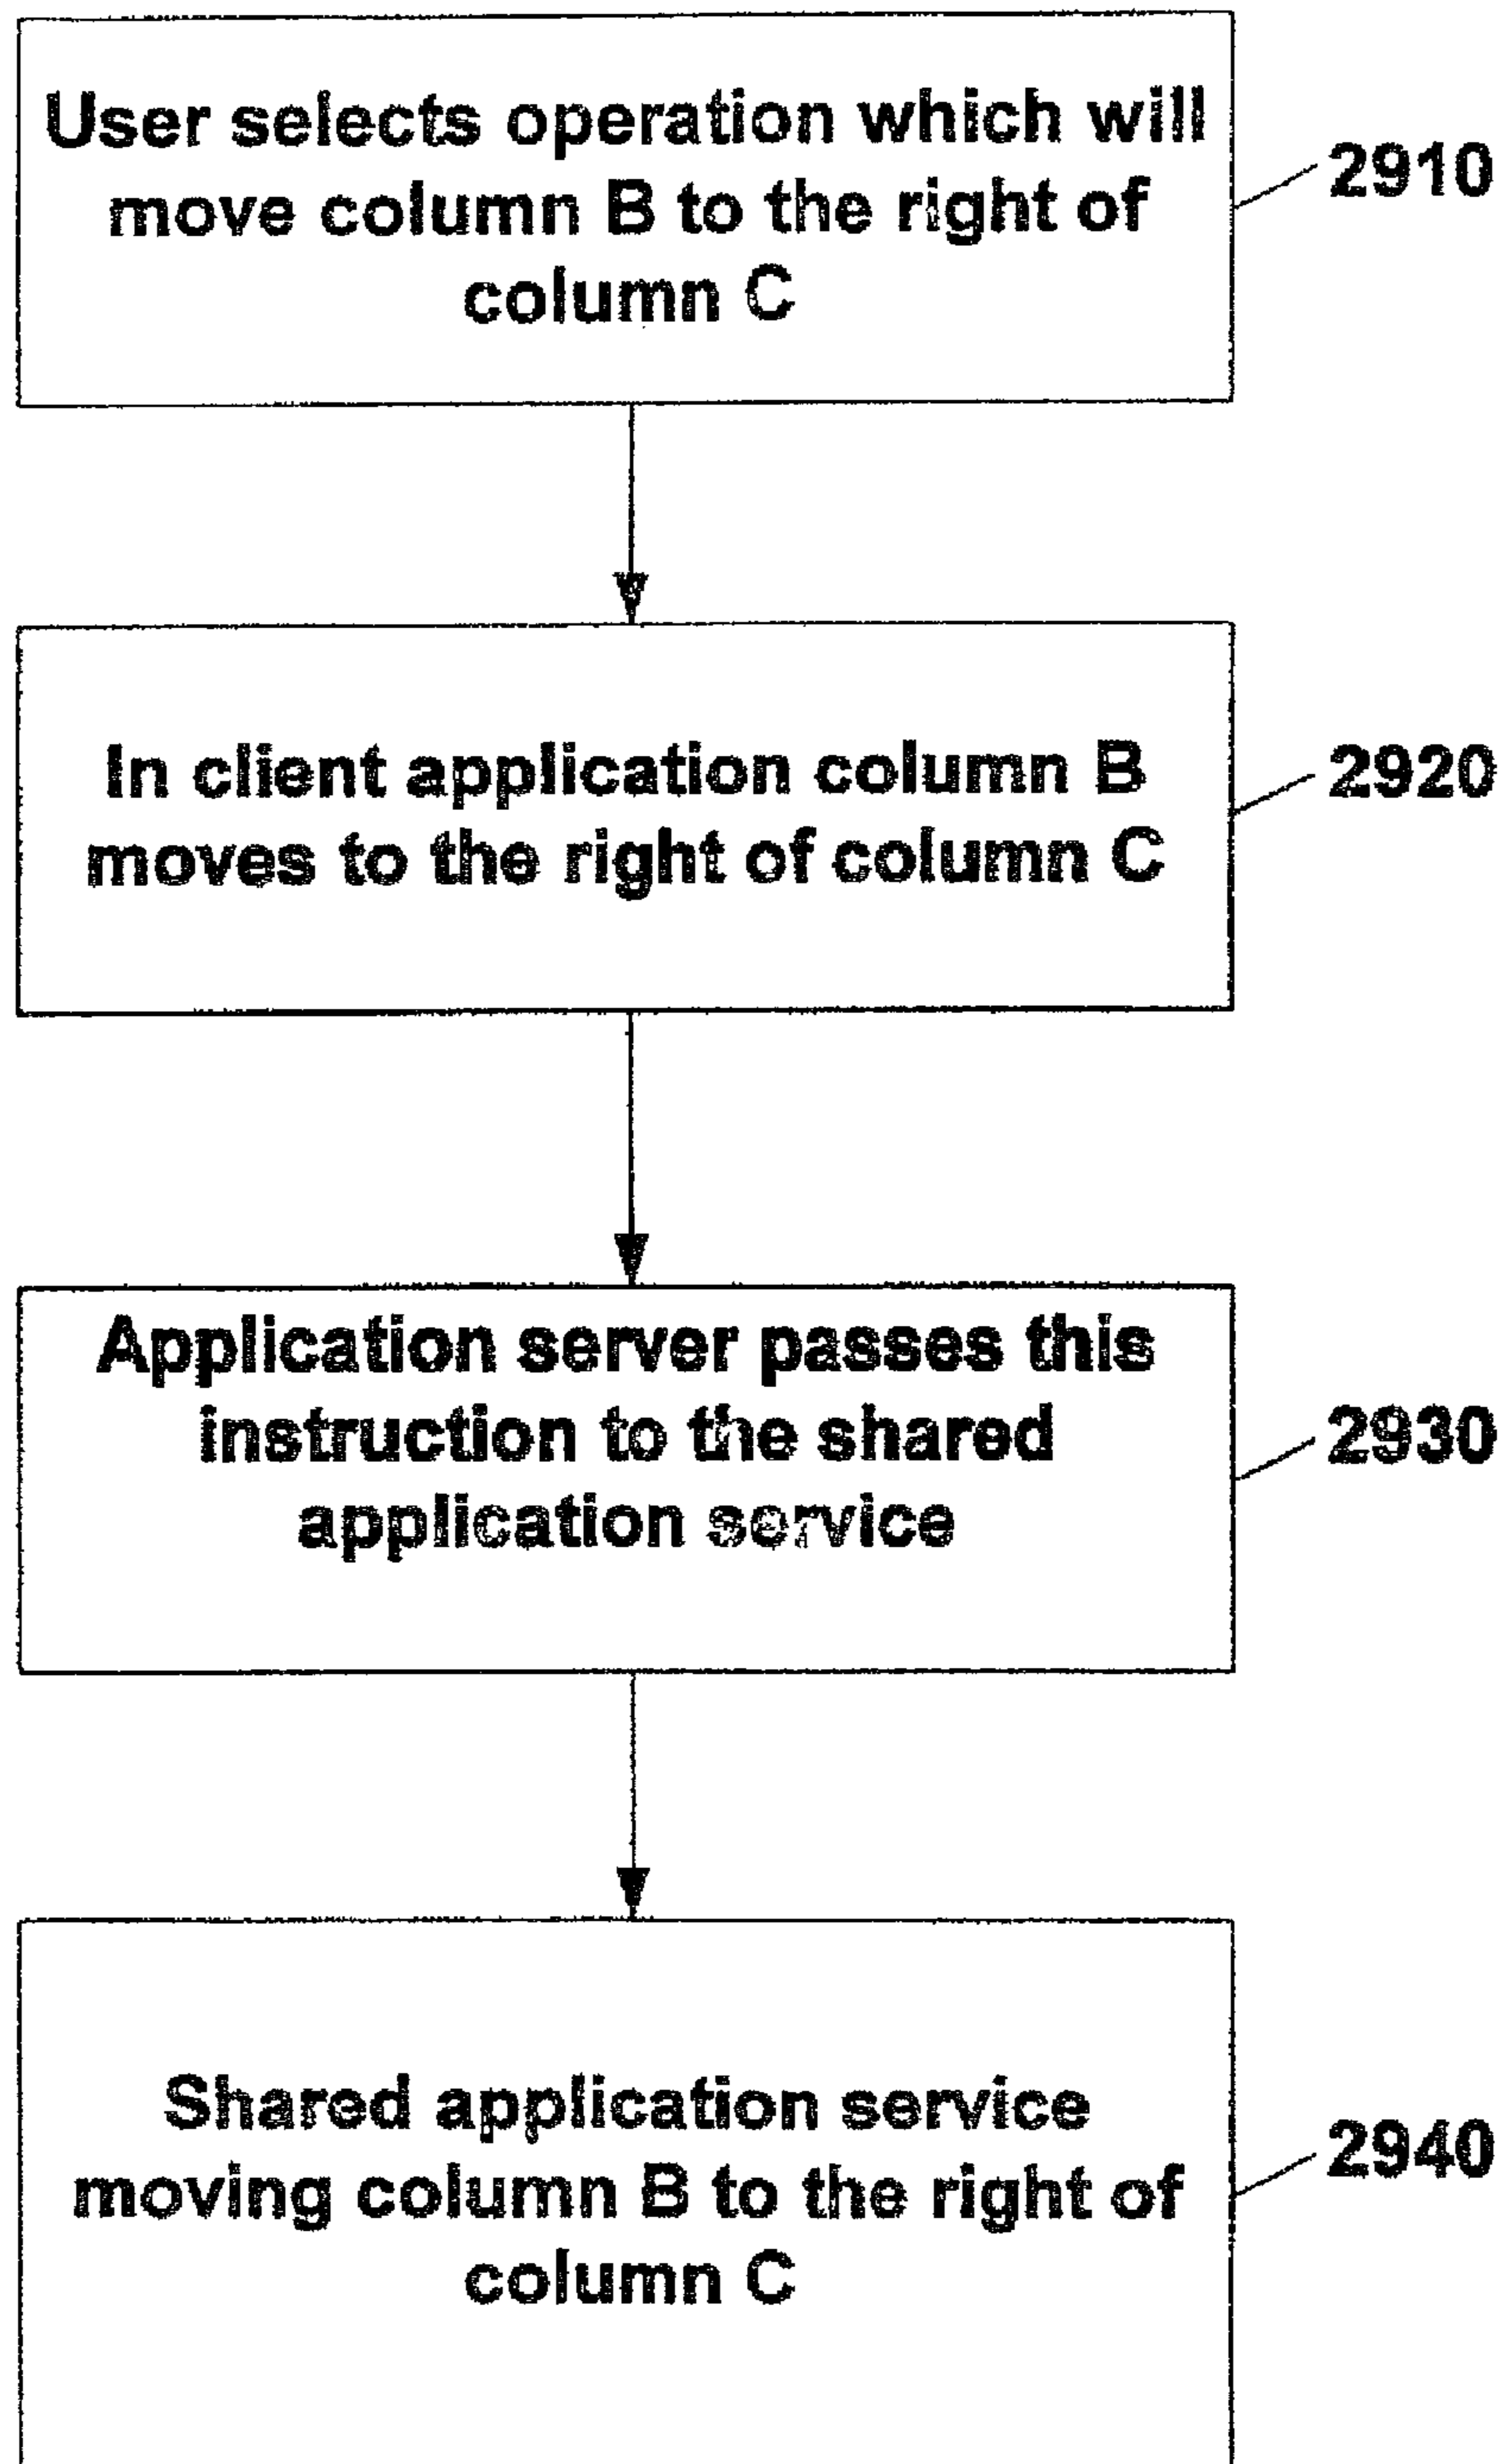 User selects operation which will
move column B to the right of
column C
2910
In client application column B
moves to the right of column C
2920
Application server passes this
instruction to the shared
application service
2930
Shared application service
moving column B to the right of
column C
2940